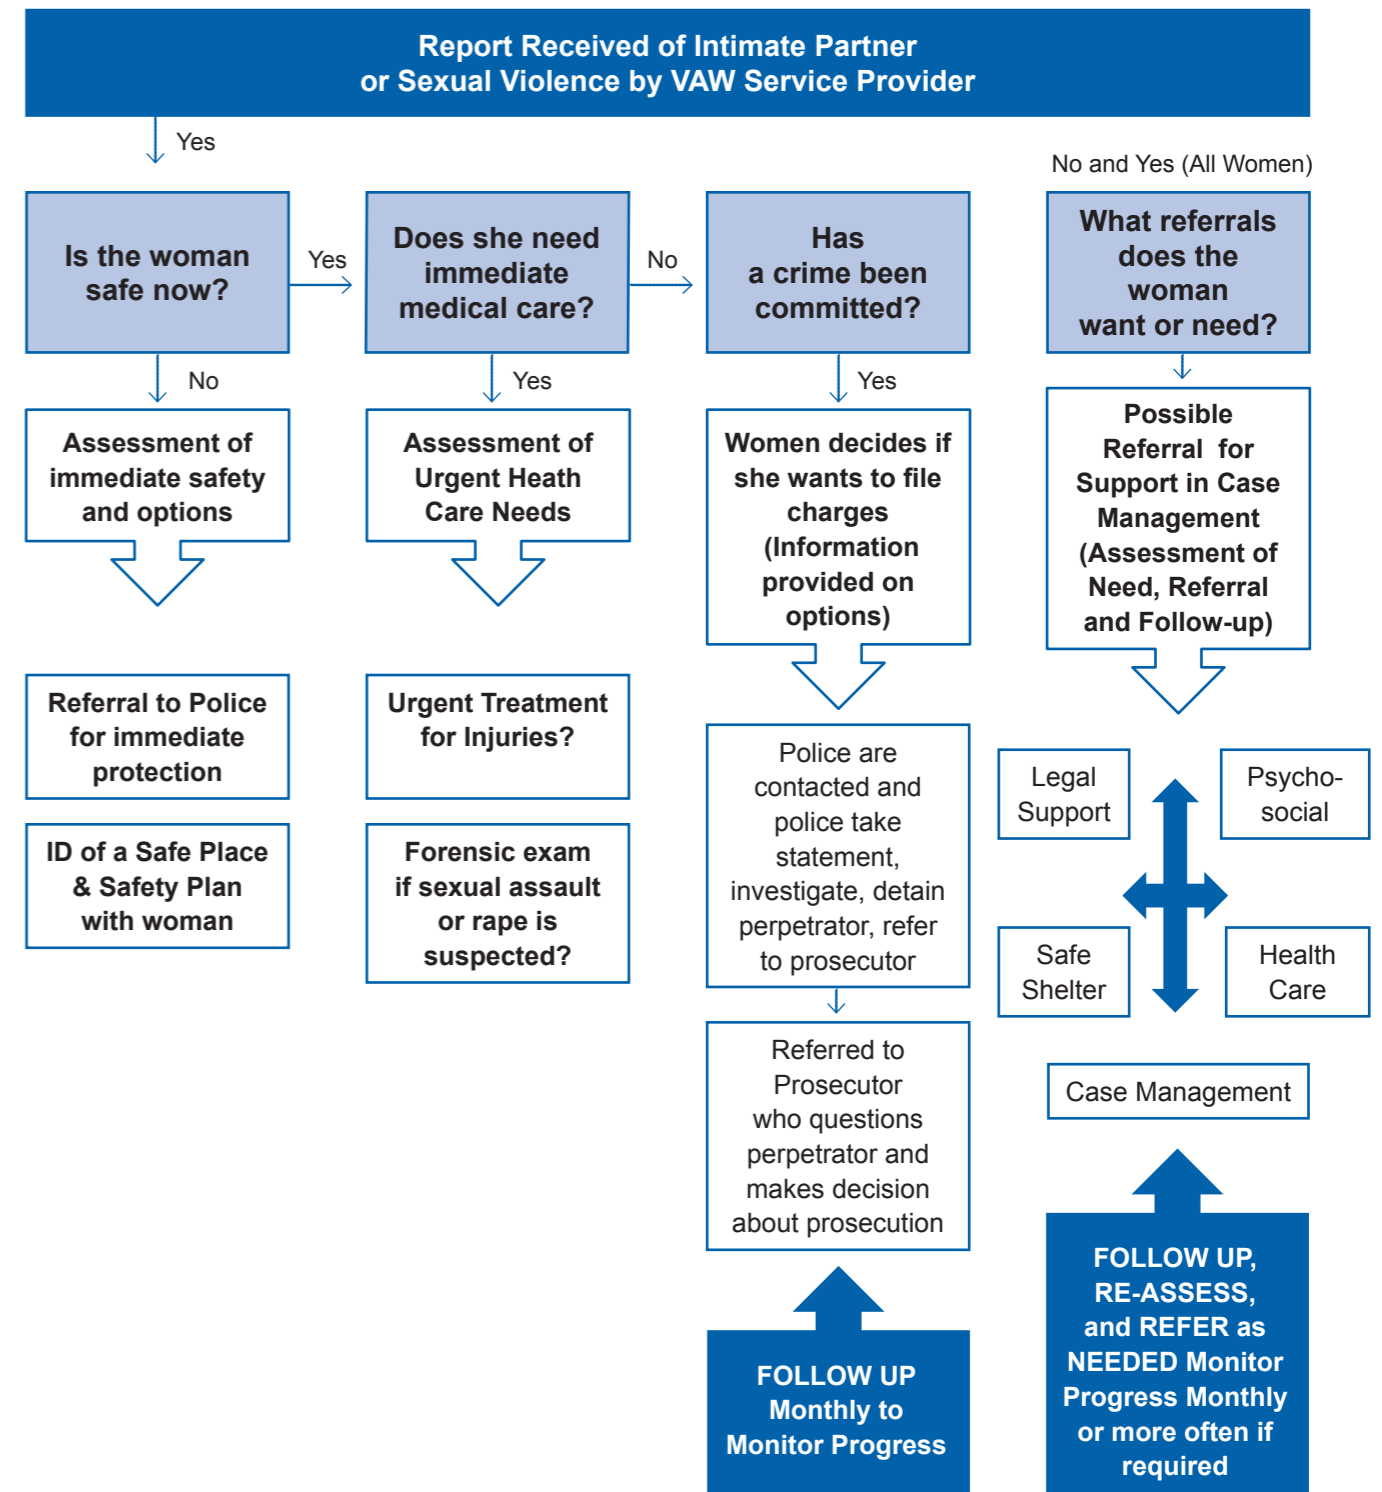 Report Received of Intimate Partner
or Sexual Violence by VAW Service Provider
Yes
No and Yes (All Women)
Is the woman
safe now?
Yes
Does she need
immediate
medical care?
No
Has
a crime been
committed?
What referrals
does the
woman
want or need?
No
Yes
Yes
Assessment of
immediate safety
and options
Assessment of
Urgent Heath
Care Needs
Women decides if
she wants to file
charges
(Information
provided on
options)
Possible
Referral for
Support in Case
Management
(Assessment of
Need, Referral
and Follow-up)
Referral to Police
for immediate
protection
Urgent Treatment
for Injuries?
Police are
contacted and
police take
statement,
investigate, detain
perpetrator, refer
to prosecutor
Legal
Support
Psycho-
social
ID of a Safe Place
& Safety Plan
with woman
Forensic exam
if sexual assault
or rape is
suspected?
Safe
Shelter
Health
Care
Referred to
Prosecutor
who questions
perpetrator and
makes decision
about prosecution
Case Management
FOLLOW UP
Monthly to
Monitor Progress
FOLLOW UP,
RE-ASSESS,
and REFER as
NEEDED Monitor
Progress Monthly
or more often if
required